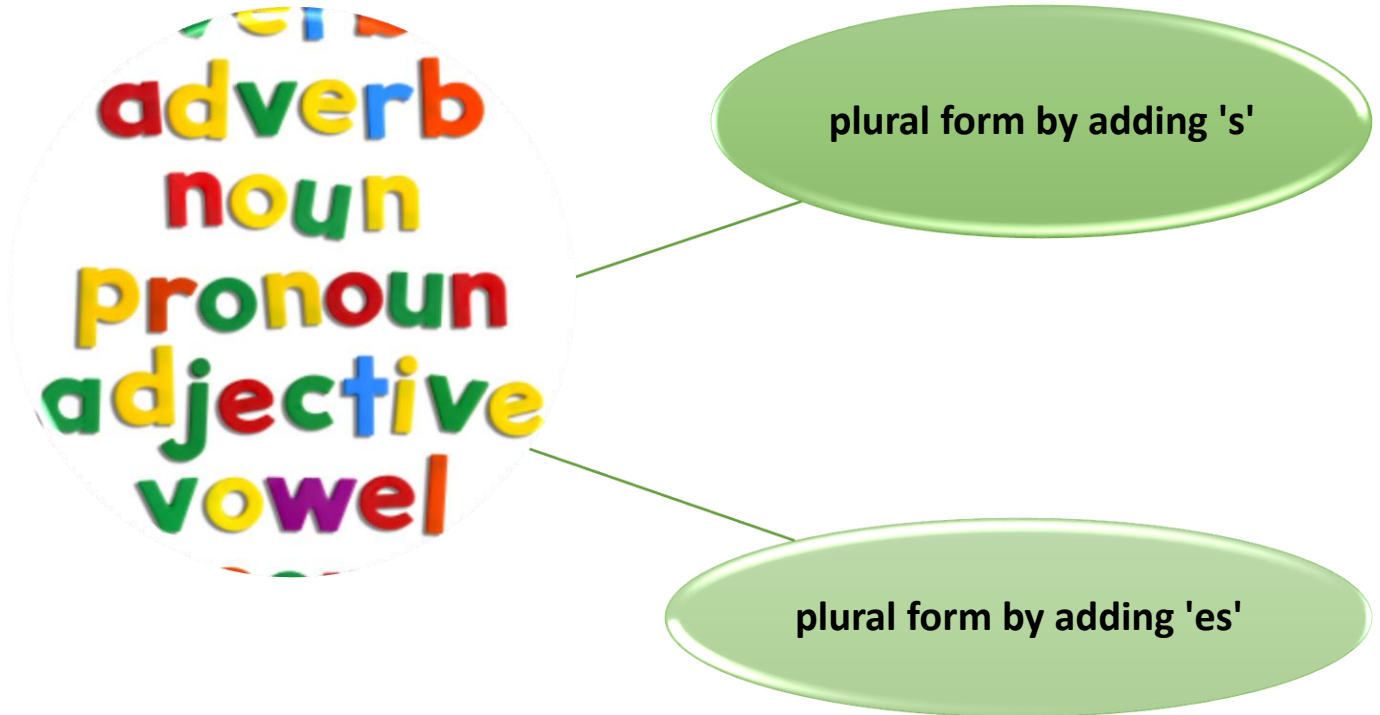 adverb
noun
pronoun
adjective
vowel
plural form by adding 's'
plural form by adding 'es'